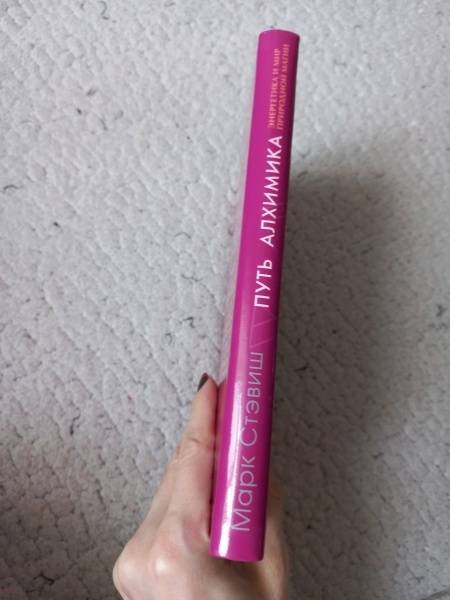 Марк Стэвиш
ПУТЬ АЛХИМИКА
ЭНЕРГЕТИКА И МИР
ПРИРОДНОЙ МАГИИ